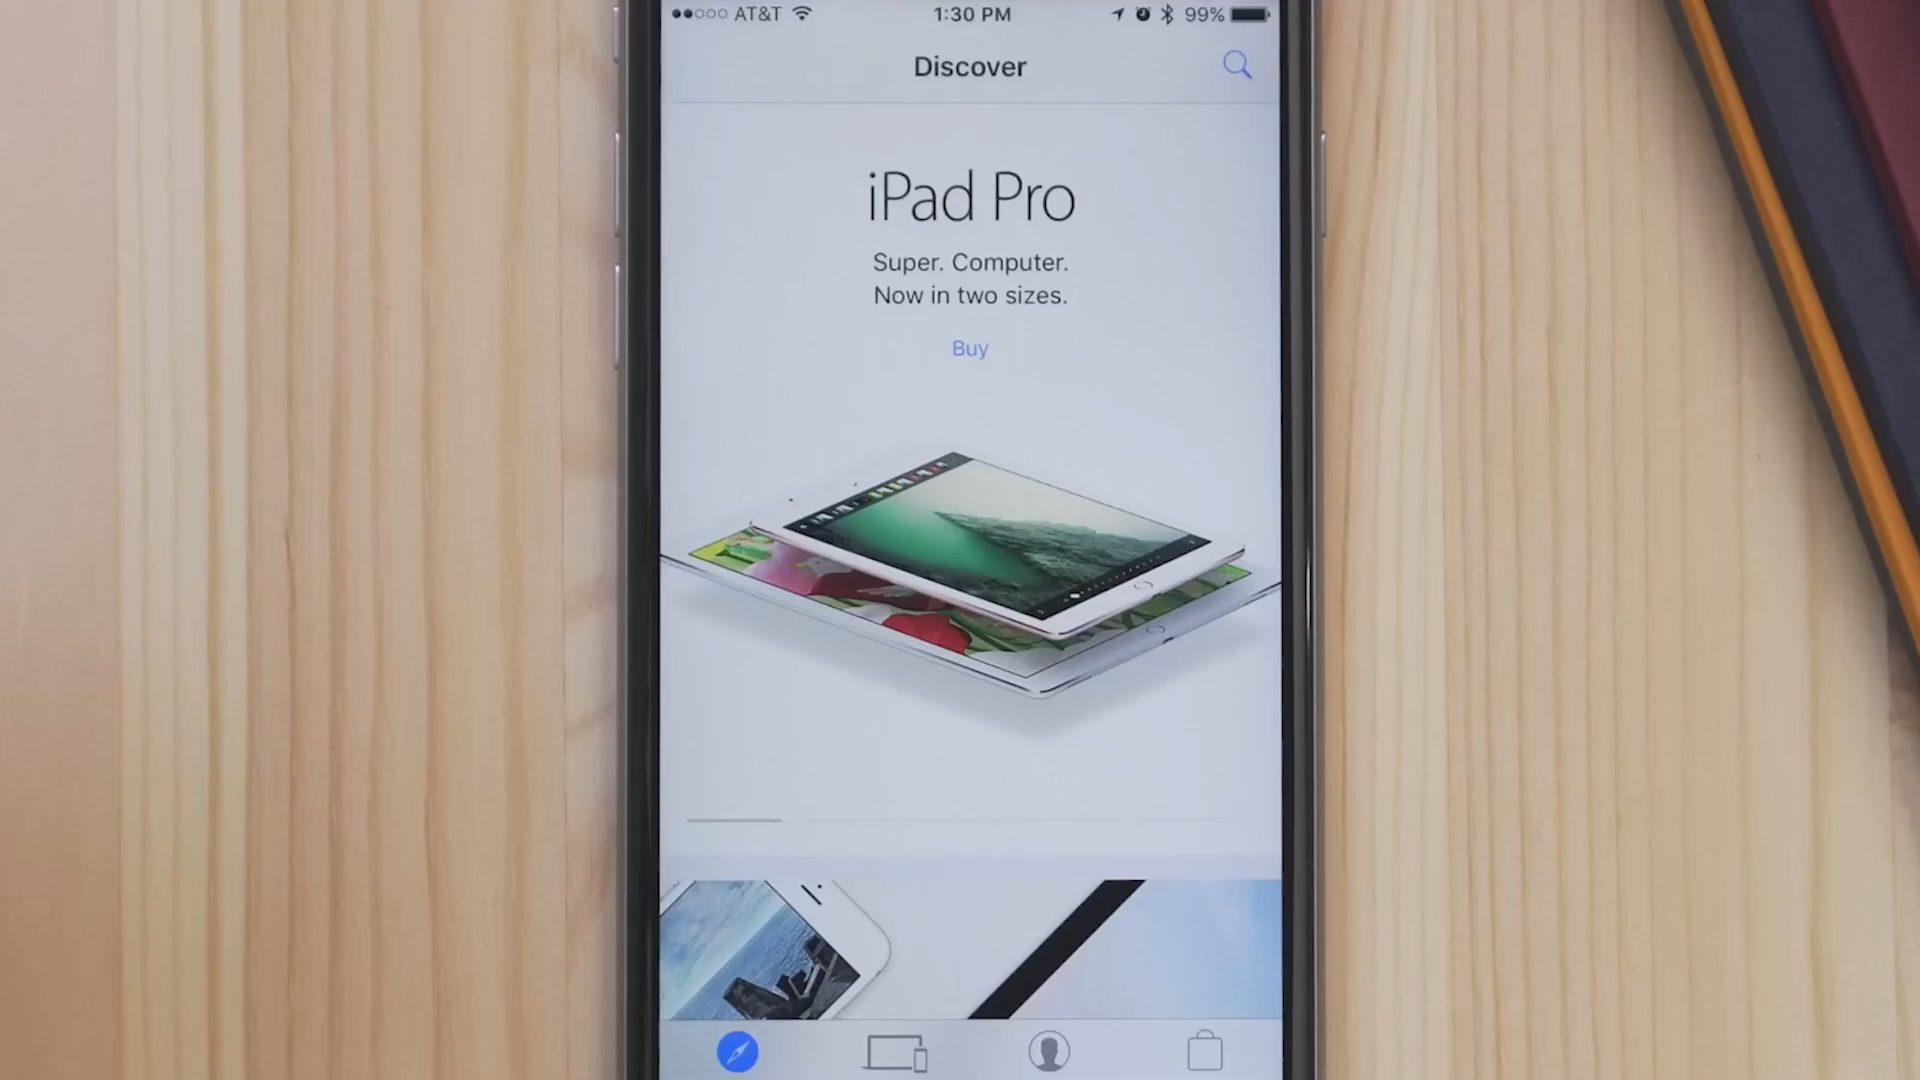 AT&T 1:30 PM 99%
Discover
iPad Pro
Super. Computer.
Now in two sizes.
Buy